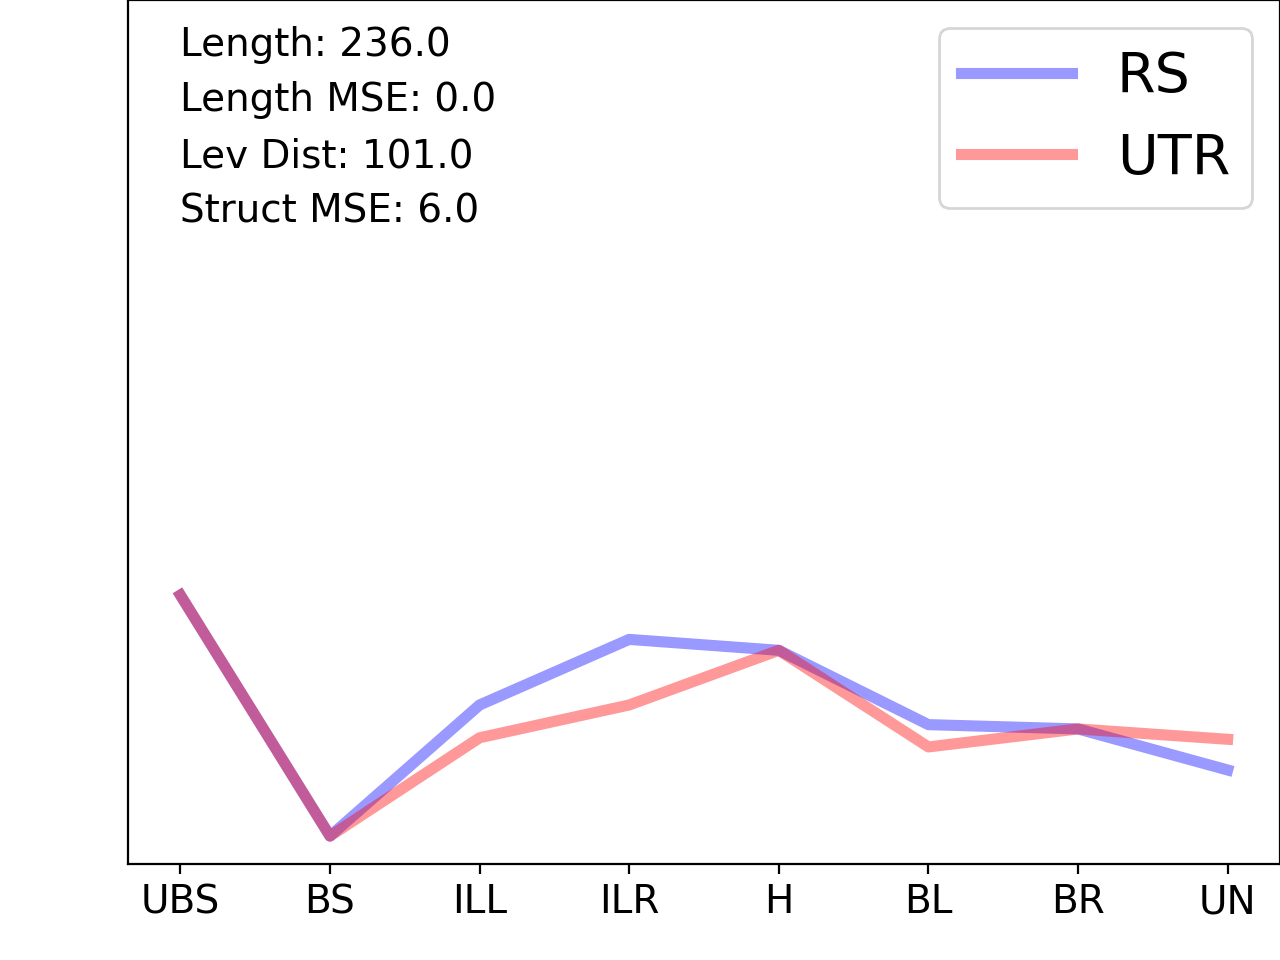 Length: 236.0
Length MSE: 0.0
Lev Dist: 101.0
Struct MSE: 6.0
RS
UTR
UBS BS ILL ILR H BL BR UN